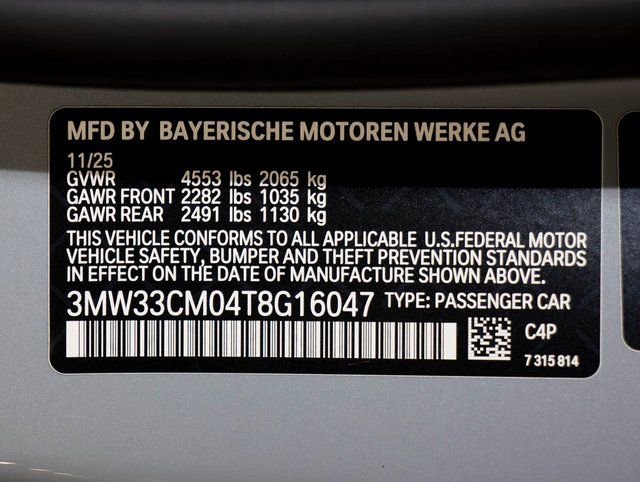 MFD BY BAYERISCHE MOTOREN WERKE AG
11/25
GVWR 4553 lbs 2065 kg
GAWR FRONT 2282 lbs 1035 kg
GAWR REAR 2491 lbs 1130 kg
THIS VEHICLE CONFORMS TO ALL APPLICABLE U.S.FEDERAL MOTOR
VEHICLE SAFETY, BUMPER AND THEFT PREVENTION STANDARDS
IN EFFECT ON THE DATE OF MANUFACTURE SHOWN ABOVE.
3MW33CM04T8G16047 TYPE: PASSENGER CAR
C4P
7 315 814